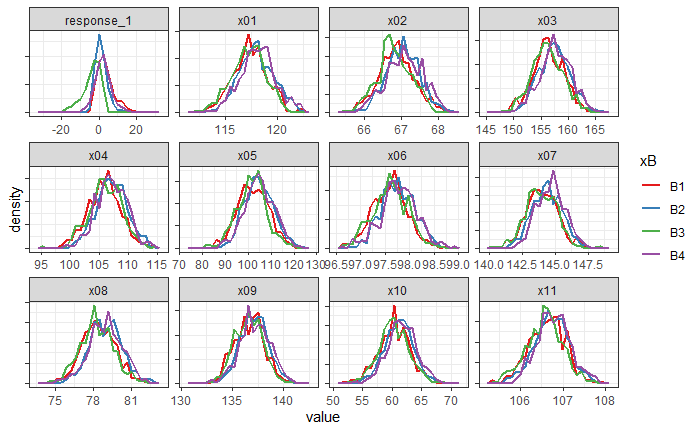 response_1 x01 x02 x03
-20 0 20 115 120 66 67 68 145 150 155 160 165
x04 x05 x06 x07
95 100 105 110 115 70 80 90 100 110 120 130 96.5 97.0 97.5 98.0 98.5 99.0 140.0 142.5 145.0 147.5
x08 x09 x10 x11
75 78 81 130 135 140 50 55 60 65 70 106 107 108
density
value
xB
B1
B2
B3
B4